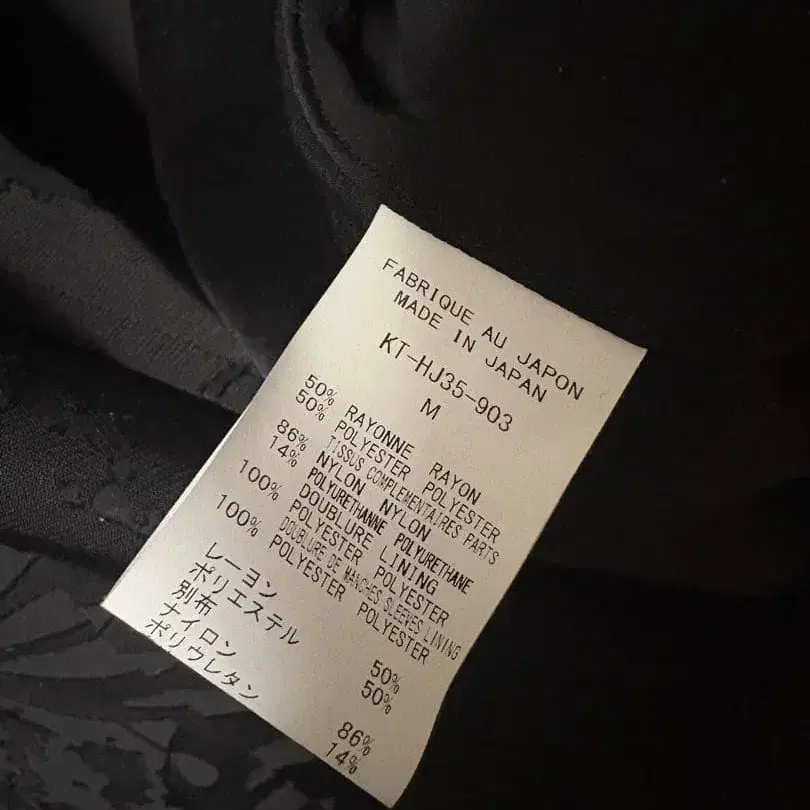 FABRIQUE AU JAPON
MADE IN JAPAN
KT-HJ35-903
M
50% RAYONNE RAYON
50% POLYESTER POLYESTER
TISSUS COMPLEMENTAIRES PARTS
86% NYLON NYLON
14% POLYURETHANNE POLYURETHANE
DOUBLURE LINING
100% POLYESTER POLYESTER
DOUBLURE DE MANCHES SLEEVES LINING
100% POLYESTER POLYESTER
レーヨン 50%
ポリエステル 50%
別布
ナイロン 86%
ポリウレタン 14%